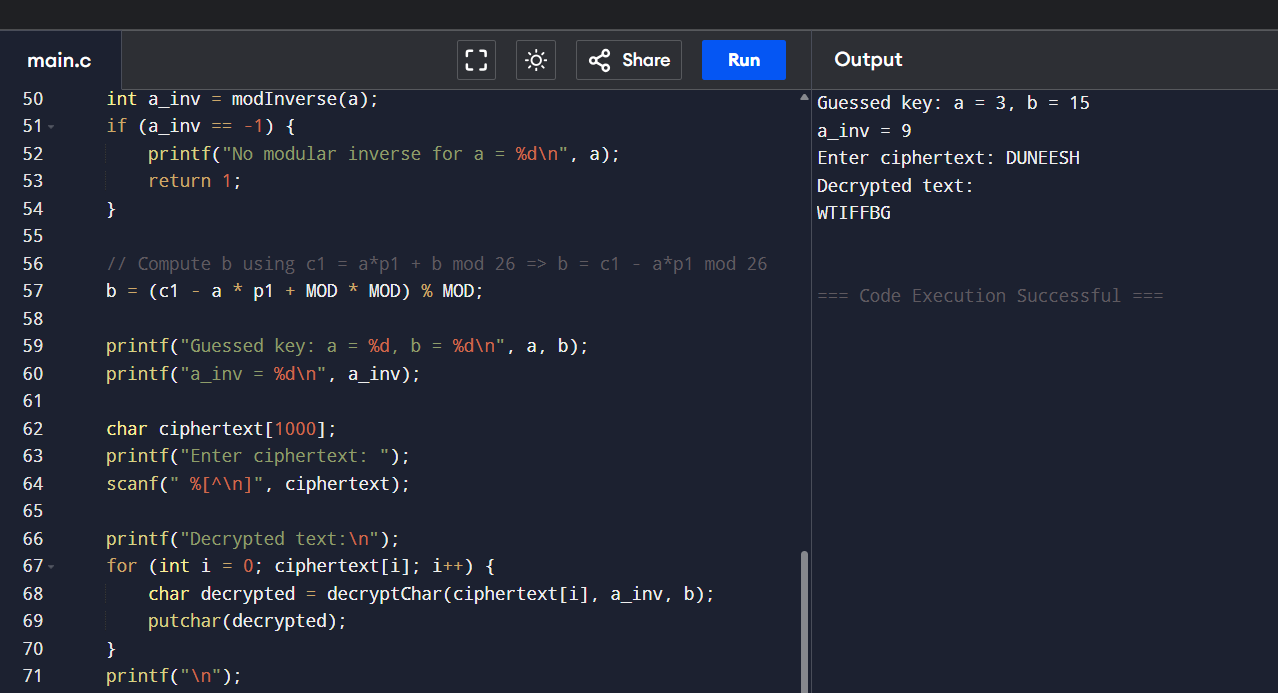 main.c
Share
Run
Output
50 int a_inv = modInverse(a);
51 if (a_inv == -1) {
52 printf("No modular inverse for a = %d\n", a);
53 return 1;
54 }
55
56 // Compute b using c1 = a*p1 + b mod 26 => b = c1 - a*p1 mod 26
57 b = (c1 - a * p1 + MOD * MOD) % MOD;
58
59 printf("Guessed key: a = %d, b = %d\n", a, b);
60 printf("a_inv = %d\n", a_inv);
61
62 char ciphertext[1000];
63 printf("Enter ciphertext: ");
64 scanf(" %[^\n]", ciphertext);
65
66 printf("Decrypted text:\n");
67 for (int i = 0; ciphertext[i]; i++) {
68 char decrypted = decryptChar(ciphertext[i], a_inv, b);
69 putchar(decrypted);
70 }
71 printf("\n");
Guessed key: a = 3, b = 15
a_inv = 9
Enter ciphertext: DUNEESH
Decrypted text:
WTIFFBG
=== Code Execution Successful ===